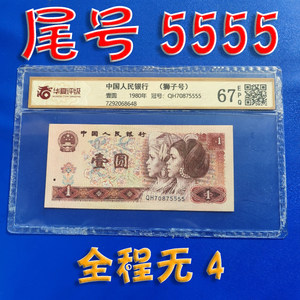 尾号 5555
华夏评级
中国人民银行 （狮子号）
壹圆 1980年 冠号：QH70875555
7292068648
67 EPQ
中国人民银行
壹圆
1
QH70875555
1
全程无 4